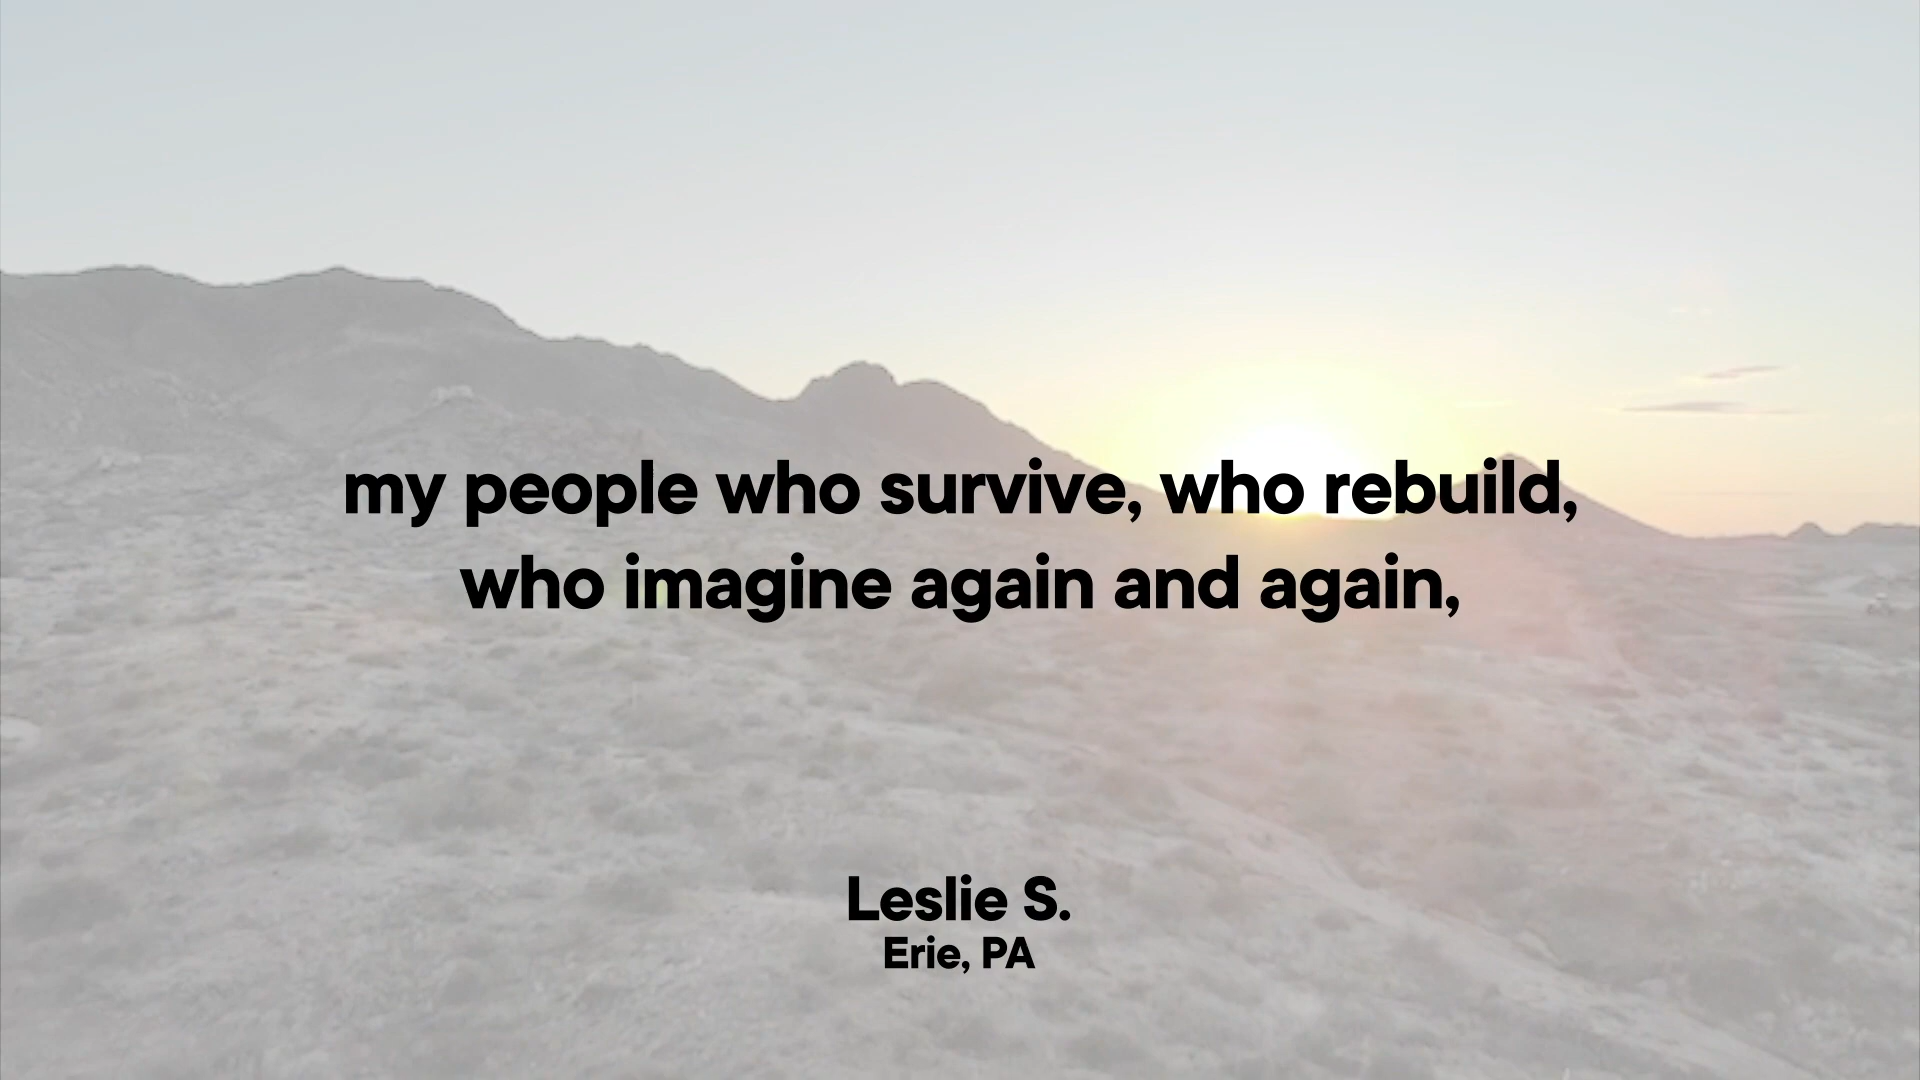 my people who survive, who rebuild,
who imagine again and again,
Leslie S.
Erie, PA